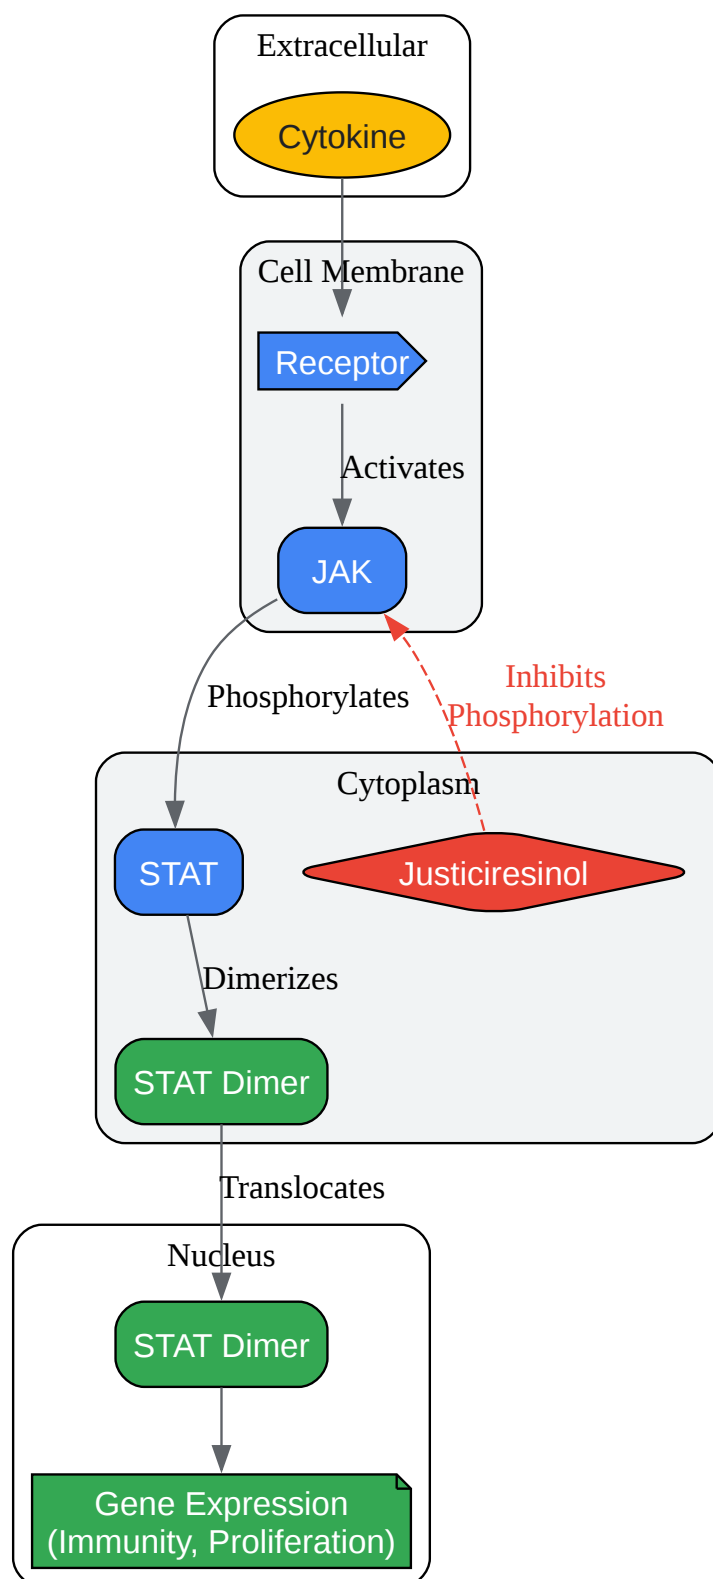 Extracellular
Cytokine
Cell Membrane
Receptor
Activates
JAK
Phosphorylates
Inhibits
Phosphorylation
Cytoplasm
STAT
Justiciresinol
Dimerizes
STAT Dimer
Translocates
Nucleus
STAT Dimer
Gene Expression
(Immunity, Proliferation)